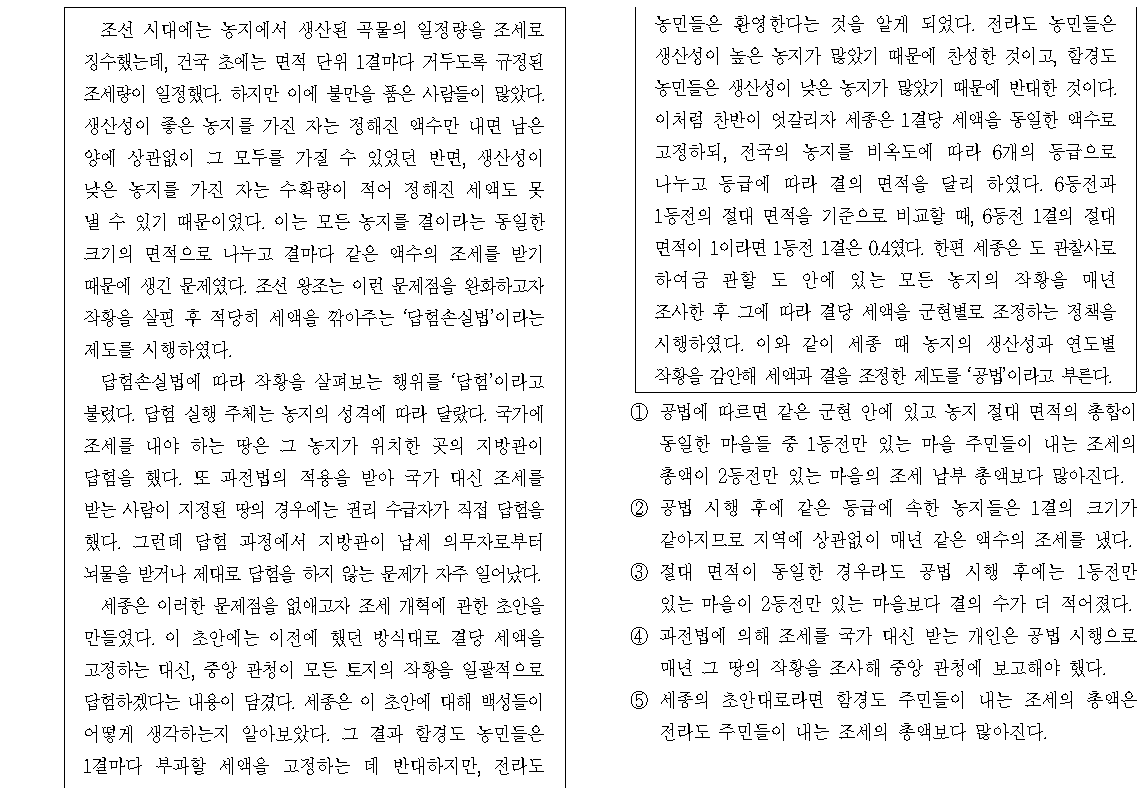 조선 시대에는 농지에서 생산된 곡물의 일정량을 조세로
징수했는데, 건국 초에는 면적 단위 1결마다 거두도록 규정된
조세량이 일정했다. 하지만 이에 불만을 품은 사람들이 많았다.
생산성이 좋은 농지를 가진 자는 정해진 액수만 내면 남은
양에 상관없이 그 모두를 가질 수 있었던 반면, 생산성이
낮은 농지를 가진 자는 수확량이 적어 정해진 세액도 못
낼 수 있기 때문이었다. 이는 모든 농지를 결이라는 동일한
크기의 면적으로 나누고 결마다 같은 액수의 조세를 받기
때문에 생긴 문제였다. 조선 왕조는 이런 문제점을 완화하고자
작황을 살핀 후 적당히 세액을 깎아주는 ‘답험손실법’이라는
제도를 시행하였다.
답험손실법에 따라 작황을 살펴보는 행위를 ‘답험’이라고
불렀다. 답험 실행 주체는 농지의 성격에 따라 달랐다. 국가에
조세를 내야 하는 땅은 그 농지가 위치한 곳의 지방관이
답험을 했다. 또 과전법의 적용을 받아 국가 대신 조세를
받는 사람이 지정된 땅의 경우에는 권리 수급자가 직접 답험을
했다. 그런데 답험 과정에서 지방관이 납세 의무자로부터
뇌물을 받거나 제대로 답험을 하지 않는 문제가 자주 일어났다.
세종은 이러한 문제점을 없애고자 조세 개혁에 관한 초안을
만들었다. 이 초안에는 이전에 했던 방식대로 결당 세액을
고정하는 대신, 중앙 관청이 모든 토지의 작황을 일괄적으로
답험하겠다는 내용이 담겼다. 세종은 이 초안에 대해 백성들이
어떻게 생각하는지 알아보았다. 그 결과 함경도 농민들은
1결마다 부과할 세액을 고정하는 데 반대하지만, 전라도
농민들은 환영한다는 것을 알게 되었다. 전라도 농민들은
생산성이 높은 농지가 많았기 때문에 찬성한 것이고, 함경도
농민들은 생산성이 낮은 농지가 많았기 때문에 반대한 것이다.
이처럼 찬반이 엇갈리자 세종은 1결당 세액을 동일한 액수로
고정하되, 전국의 농지를 비옥도에 따라 6개의 등급으로
나누고 등급에 따라 결의 면적을 달리 하였다. 6등전과
1등전의 절대 면적을 기준으로 비교할 때, 6등전 1결의 절대
면적이 1이라면 1등전 1결은 0.4였다. 한편 세종은 도 관찰사로
하여금 관할 도 안에 있는 모든 농지의 작황을 매년
조사한 후 그에 따라 결당 세액을 군현별로 조정하는 정책을
시행하였다. 이와 같이 세종 때 농지의 생산성과 연도별
작황을 감안해 세액과 결을 조정한 제도를 ‘공법’이라고 부른다.
① 공법에 따르면 같은 군현 안에 있고 농지 절대 면적의 총합이
동일한 마을들 중 1등전만 있는 마을 주민들이 내는 조세의
총액이 2등전만 있는 마을의 조세 납부 총액보다 많아진다.
② 공법 시행 후에 같은 등급에 속한 농지들은 1결의 크기가
같아지므로 지역에 상관없이 매년 같은 액수의 조세를 냈다.
③ 절대 면적이 동일한 경우라도 공법 시행 후에는 1등전만
있는 마을이 2등전만 있는 마을보다 결의 수가 더 적어졌다.
④ 과전법에 의해 조세를 국가 대신 받는 개인은 공법 시행으로
매년 그 땅의 작황을 조사해 중앙 관청에 보고해야 했다.
⑤ 세종의 초안대로라면 함경도 주민들이 내는 조세의 총액은
전라도 주민들이 내는 조세의 총액보다 많아진다.